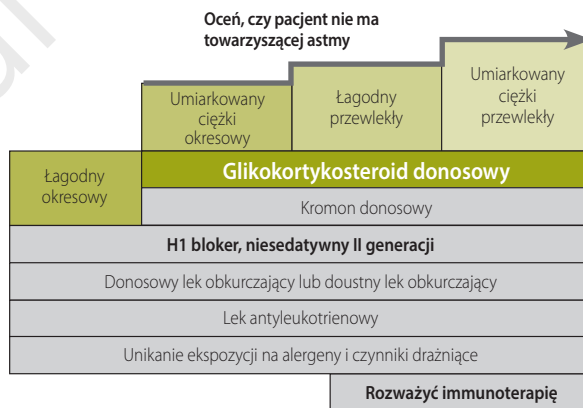 Oceń, czy pacjent nie ma
towarzyszącej astmy
Umiarkowany
ciężki
okresowy
Łagodny
przewlekły
Umiarkowany
ciężki
przewlekły
Łagodny
okresowy
Glikokortykosteroid donosowy
Kromon donosowy
H1 bloker, niesedatywny II generacji
Donosowy lek obkurczający lub doustny lek obkurczający
Lek antyleukotrienowy
Unikanie ekspozycji na alergeny i czynniki drażniące
Rozważyć immunoterapię